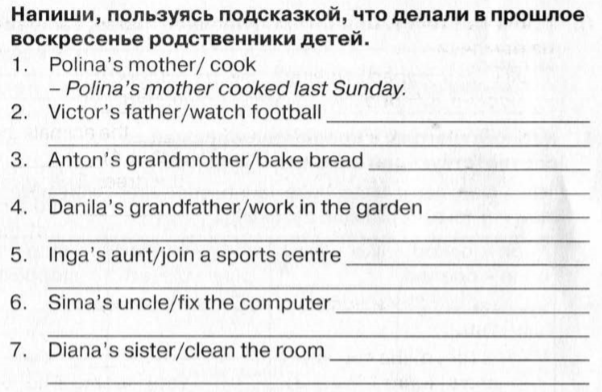 Напиши, пользуясь подсказкой, что делали в прошлое
воскресенье родственники детей.
1. Polina's mother/ cook
– Polina's mother cooked last Sunday.
2. Victor's father/watch football
3. Anton's grandmother/bake bread
4. Danila's grandfather/work in the garden
5. Inga's aunt/join a sports centre
6. Sima's uncle/fix the computer
7. Diana's sister/clean the room